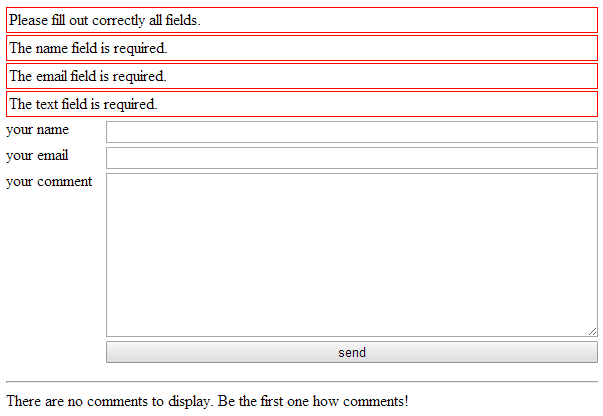 Please fill out correctly all fields.
The name field is required.
The email field is required.
The text field is required.
your name
your email
your comment
send
There are no comments to display. Be the first one how comments!